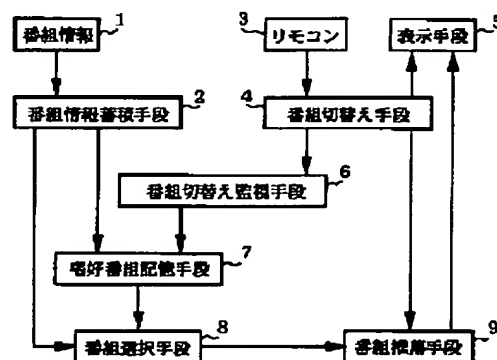 番組情報
1
リモコン
3
表示手段
5
番組情報蓄積手段
2
番組切替え手段
4
番組切替え監視手段
6
嗜好番組記憶手段
7
番組選択手段
8
番組推薦手段
9